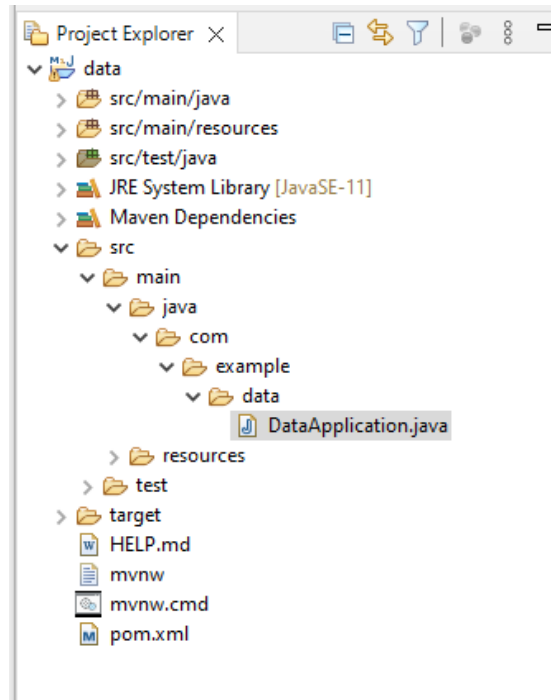 Project Explorer
data
src/main/java
src/main/resources
src/test/java
JRE System Library [JavaSE-11]
Maven Dependencies
src
main
java
com
example
data
DataApplication.java
resources
test
target
HELP.md
mvnw
mvnw.cmd
pom.xml